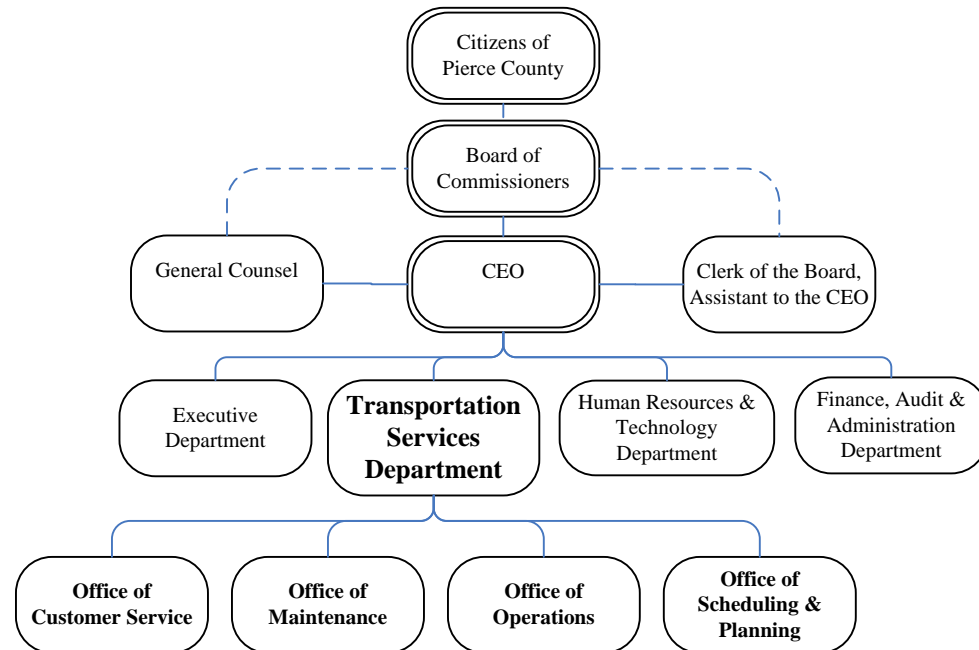 Citizens of
Pierce County
Board of
Commissioners
General Counsel
CEO
Clerk of the Board,
Assistant to the CEO
Executive
Department
Transportation
Services
Department
Human Resources &
Technology
Department
Finance, Audit &
Administration
Department
Office of
Customer Service
Office of
Maintenance
Office of
Operations
Office of
Scheduling &
Planning